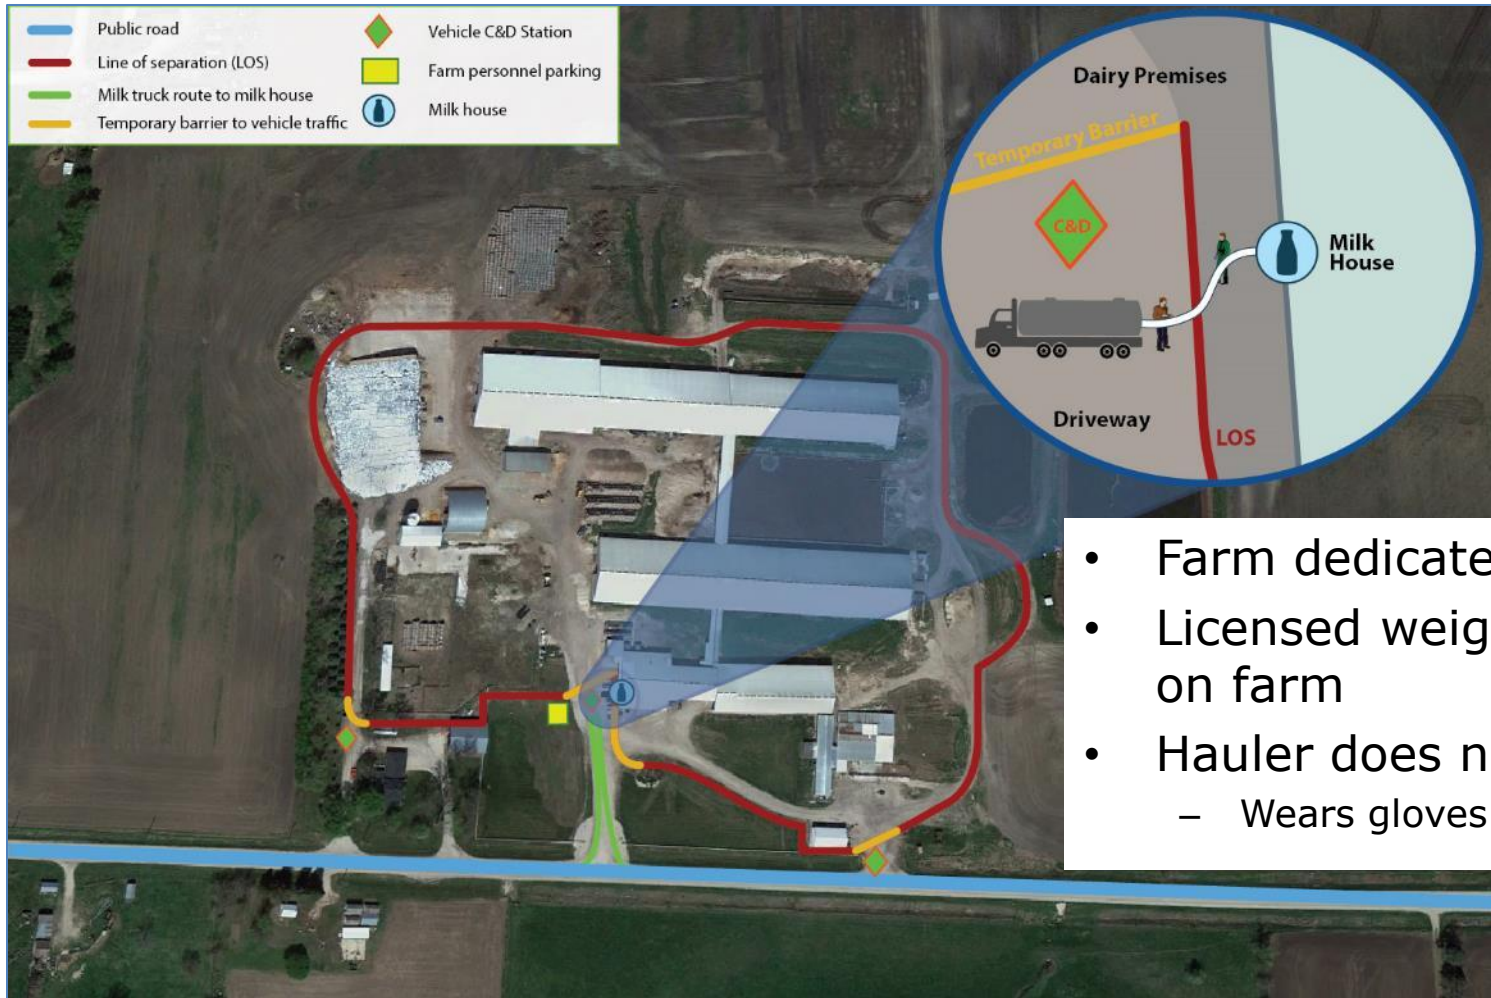 Public road
Line of separation (LOS)
Milk truck route to milk house
Temporary barrier to vehicle traffic
Vehicle C&D Station
Farm personnel parking
Milk house
Dairy Premises
Temporary Barrier
C&D
Milk
House
Driveway
LOS
• Farm dedicate
• Licensed weig
on farm
• Hauler does n
– Wears gloves